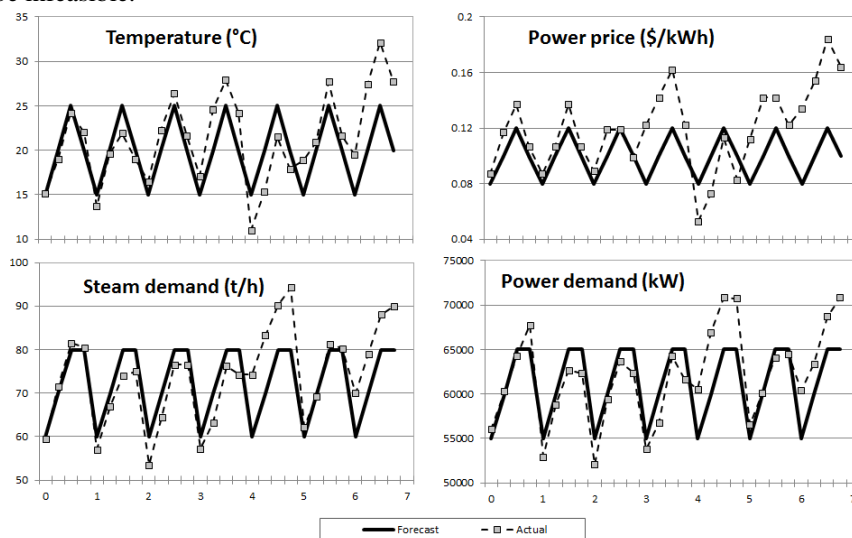 be infeasible.
Temperature (°C)
35
30
25
20
15
10
Power price ($/kWh)
0.2
0.16
0.12
0.08
0.04
Steam demand (t/h)
100
90
80
70
60
50
0 1 2 3 4 5 6 7
Power demand (kW)
75000
70000
65000
60000
55000
50000
0 1 2 3 4 5 6 7
Forecast Actual